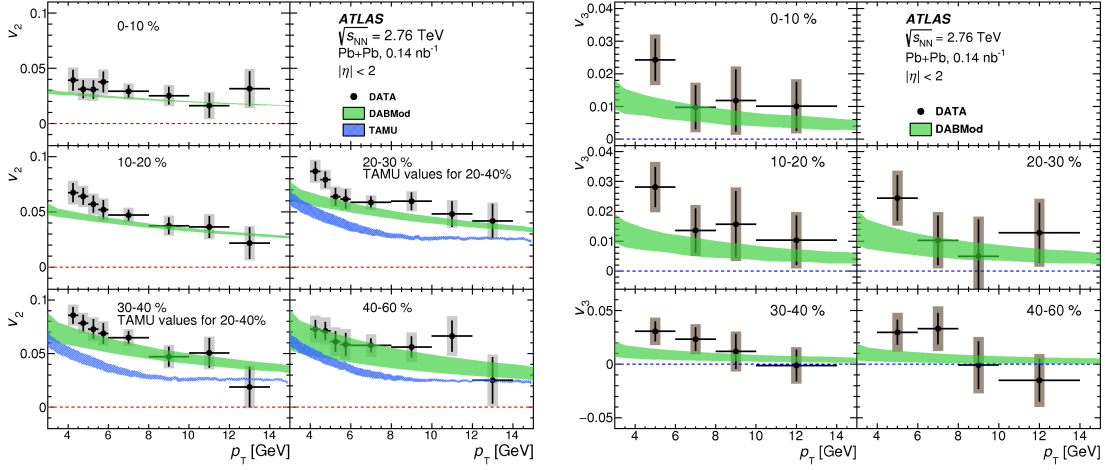 v₂
0.1
0.05
0
0-10 %
ATLAS
√sNN = 2.76 TeV
Pb+Pb, 0.14 nb⁻¹
|η| < 2
DATA
DABMod
TAMU
v₂
0.1
0.05
0
10-20 %
20-30 %
TAMU values for 20-40%
v₂
0.1
0.05
0
30-40 %
TAMU values for 20-40%
40-60 %
4 6 8 10 12 14
4 6 8 10 12 14
pT [GeV]
pT [GeV]
v₃
0.04
0.03
0.01
0
0-10 %
ATLAS
√sNN = 2.76 TeV
Pb+Pb, 0.14 nb⁻¹
|η| < 2
DATA
DABMod
v₃
0.04
0.03
0.01
0
10-20 %
20-30 %
v₃
0.05
0
−0.05
30-40 %
40-60 %
4 6 8 10 12 14
4 6 8 10 12 14
pT [GeV]
pT [GeV]